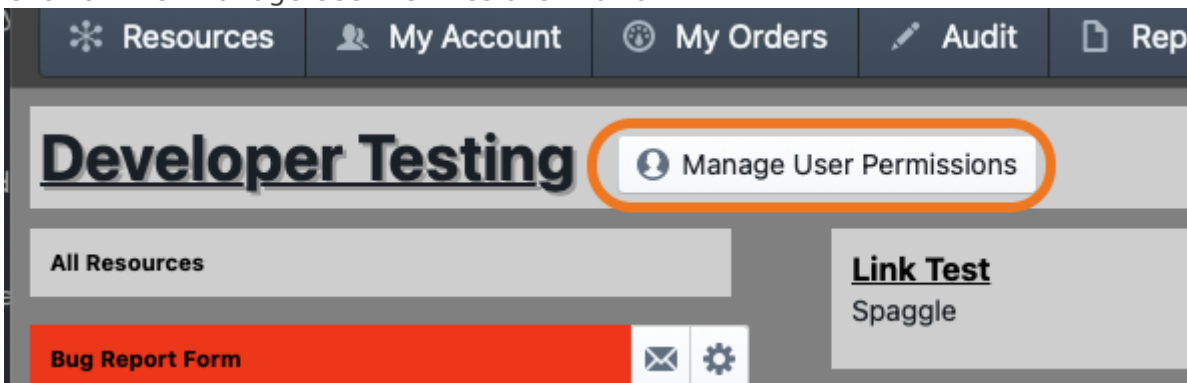 Resources My Account My Orders Audit Rep
Developer Testing Manage User Permissions
All Resources
Link Test
Spaggle
Bug Report Form